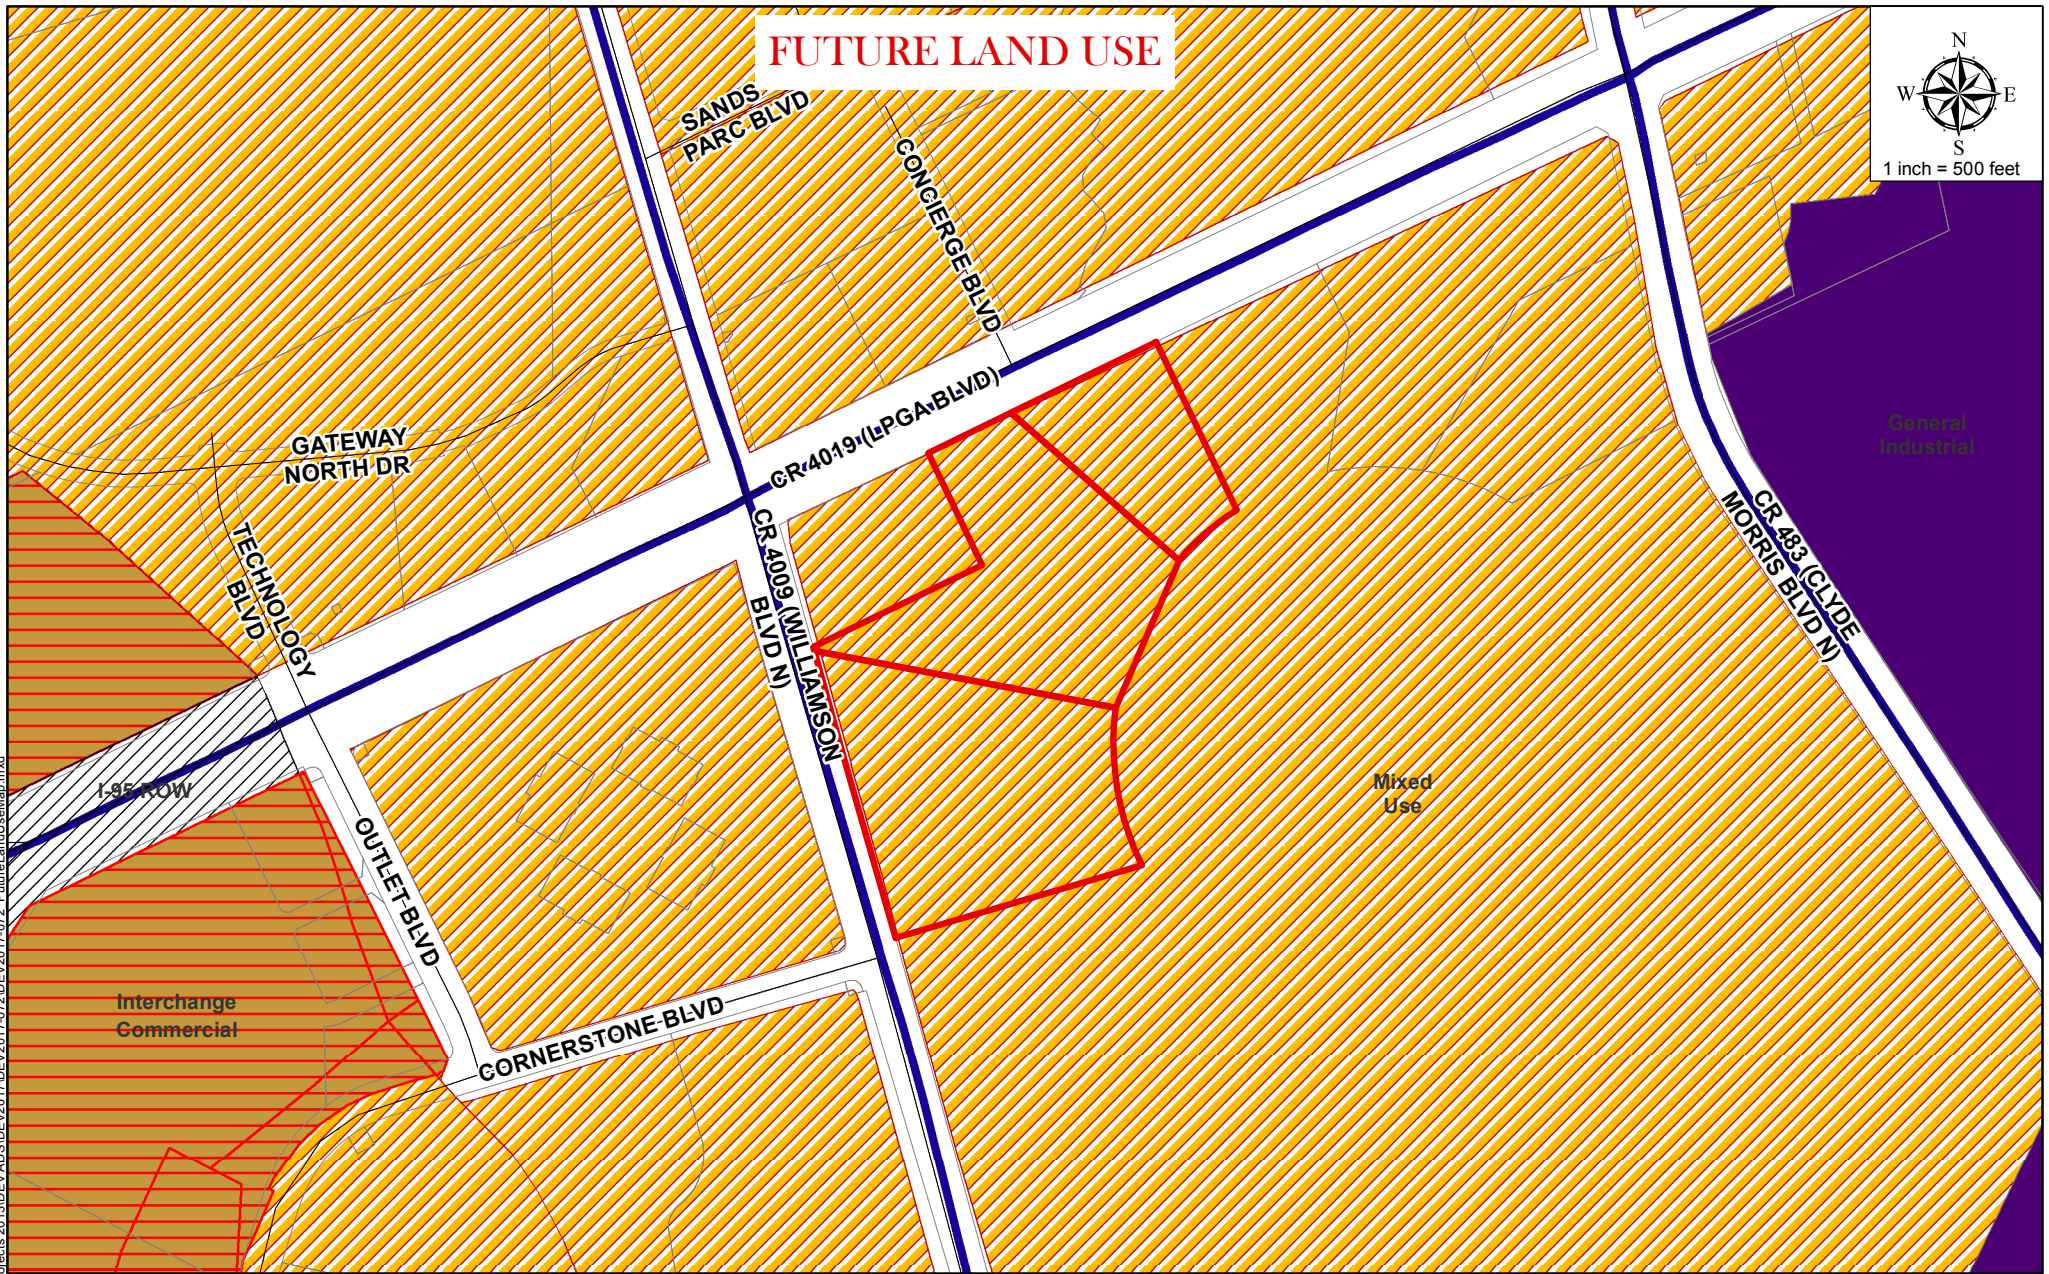 FUTURE LAND USE
N
W
E
S
1 inch = 500 feet
SANDS
PARC BLVD
CONCIERGE BLVD
CR 4019 (LPGA BLVD)
GATEWAY
NORTH DR
General
Industrial
TECHNOLOGY
BLVD
CR 4009 (WILLIAMSON
BLVD N)
CR 483 (CLYDE
MORRIS BLVD N)
I-95 ROW
Mixed
Use
OUTLET BLVD
Interchange
Commercial
CORNERSTONE BLVD